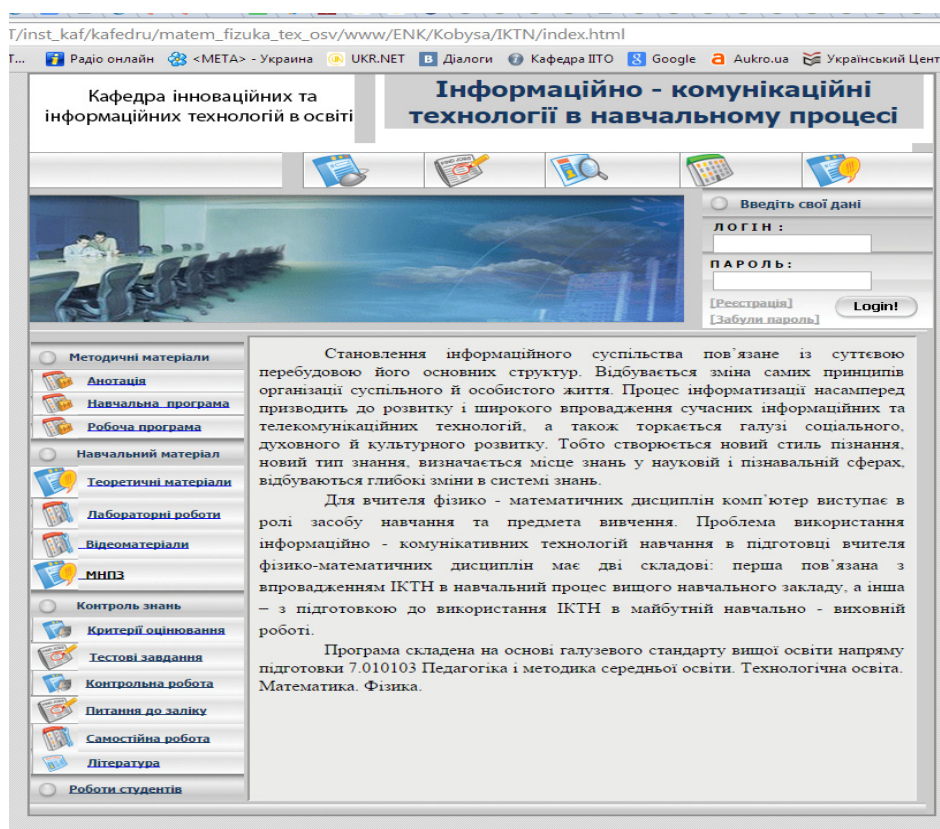 T/inst_kaf/kafedru/matem_fizuka_tex_osv/www/ENK/Kobysa/IKTN/index.html
Т... Радіо онлайн <META> - Украина UKR.NET Діалоги Кафедра ІІТО Google Aukro.ua Український Цент
Кафедра інноваційних та
інформаційних технологій в освіті
Інформаційно - комунікаційні
технології в навчальному процесі
Введіть свої дані
ЛОГІН :
ПАРОЛЬ:
[Реєстрація]
[Забули пароль]
Login!
Методичні матеріали
Анотація
Навчальна програма
Робоча програма
Навчальний матеріал
Теоретичні матеріали
Лабораторні роботи
Відеоматеріали
МНПЗ
Контроль знань
Критерії оцінювання
Тестові завдання
Контрольна робота
Питання до заліку
Самостійна робота
Література
Роботи студентів
Становлення інформаційного суспільства пов’язане із суттєвою
перебудовою його основних структур. Відбувається зміна самих принципів
організації суспільного й особистого життя. Процес інформатизації насамперед
призводить до розвитку і широкого впровадження сучасних інформаційних та
телекомунікаційних технологій, а також торкається галузі соціального,
духовного й культурного розвитку. Тобто створюється новий стиль пізнання,
новий тип знання, визначається місце знань у науковій і пізнавальній сферах,
відбуваються глибокі зміни в системі знань.
Для вчителя фізико - математичних дисциплін комп’ютер виступає в
ролі засобу навчання та предмета вивчення. Проблема використання
інформаційно - комунікативних технологій навчання в підготовці вчителя
фізико-математичних дисциплін має дві складові: перша пов’язана з
впровадженням ІКТН в навчальний процес вищого навчального закладу, а інша
– з підготовкою до використання ІКТН в майбутній навчально - виховній
роботі.
Програма складена на основі галузевого стандарту вищої освіти напряму
підготовки 7.010103 Педагогіка і методика середньої освіти. Технологічна освіта.
Математика. Фізика.